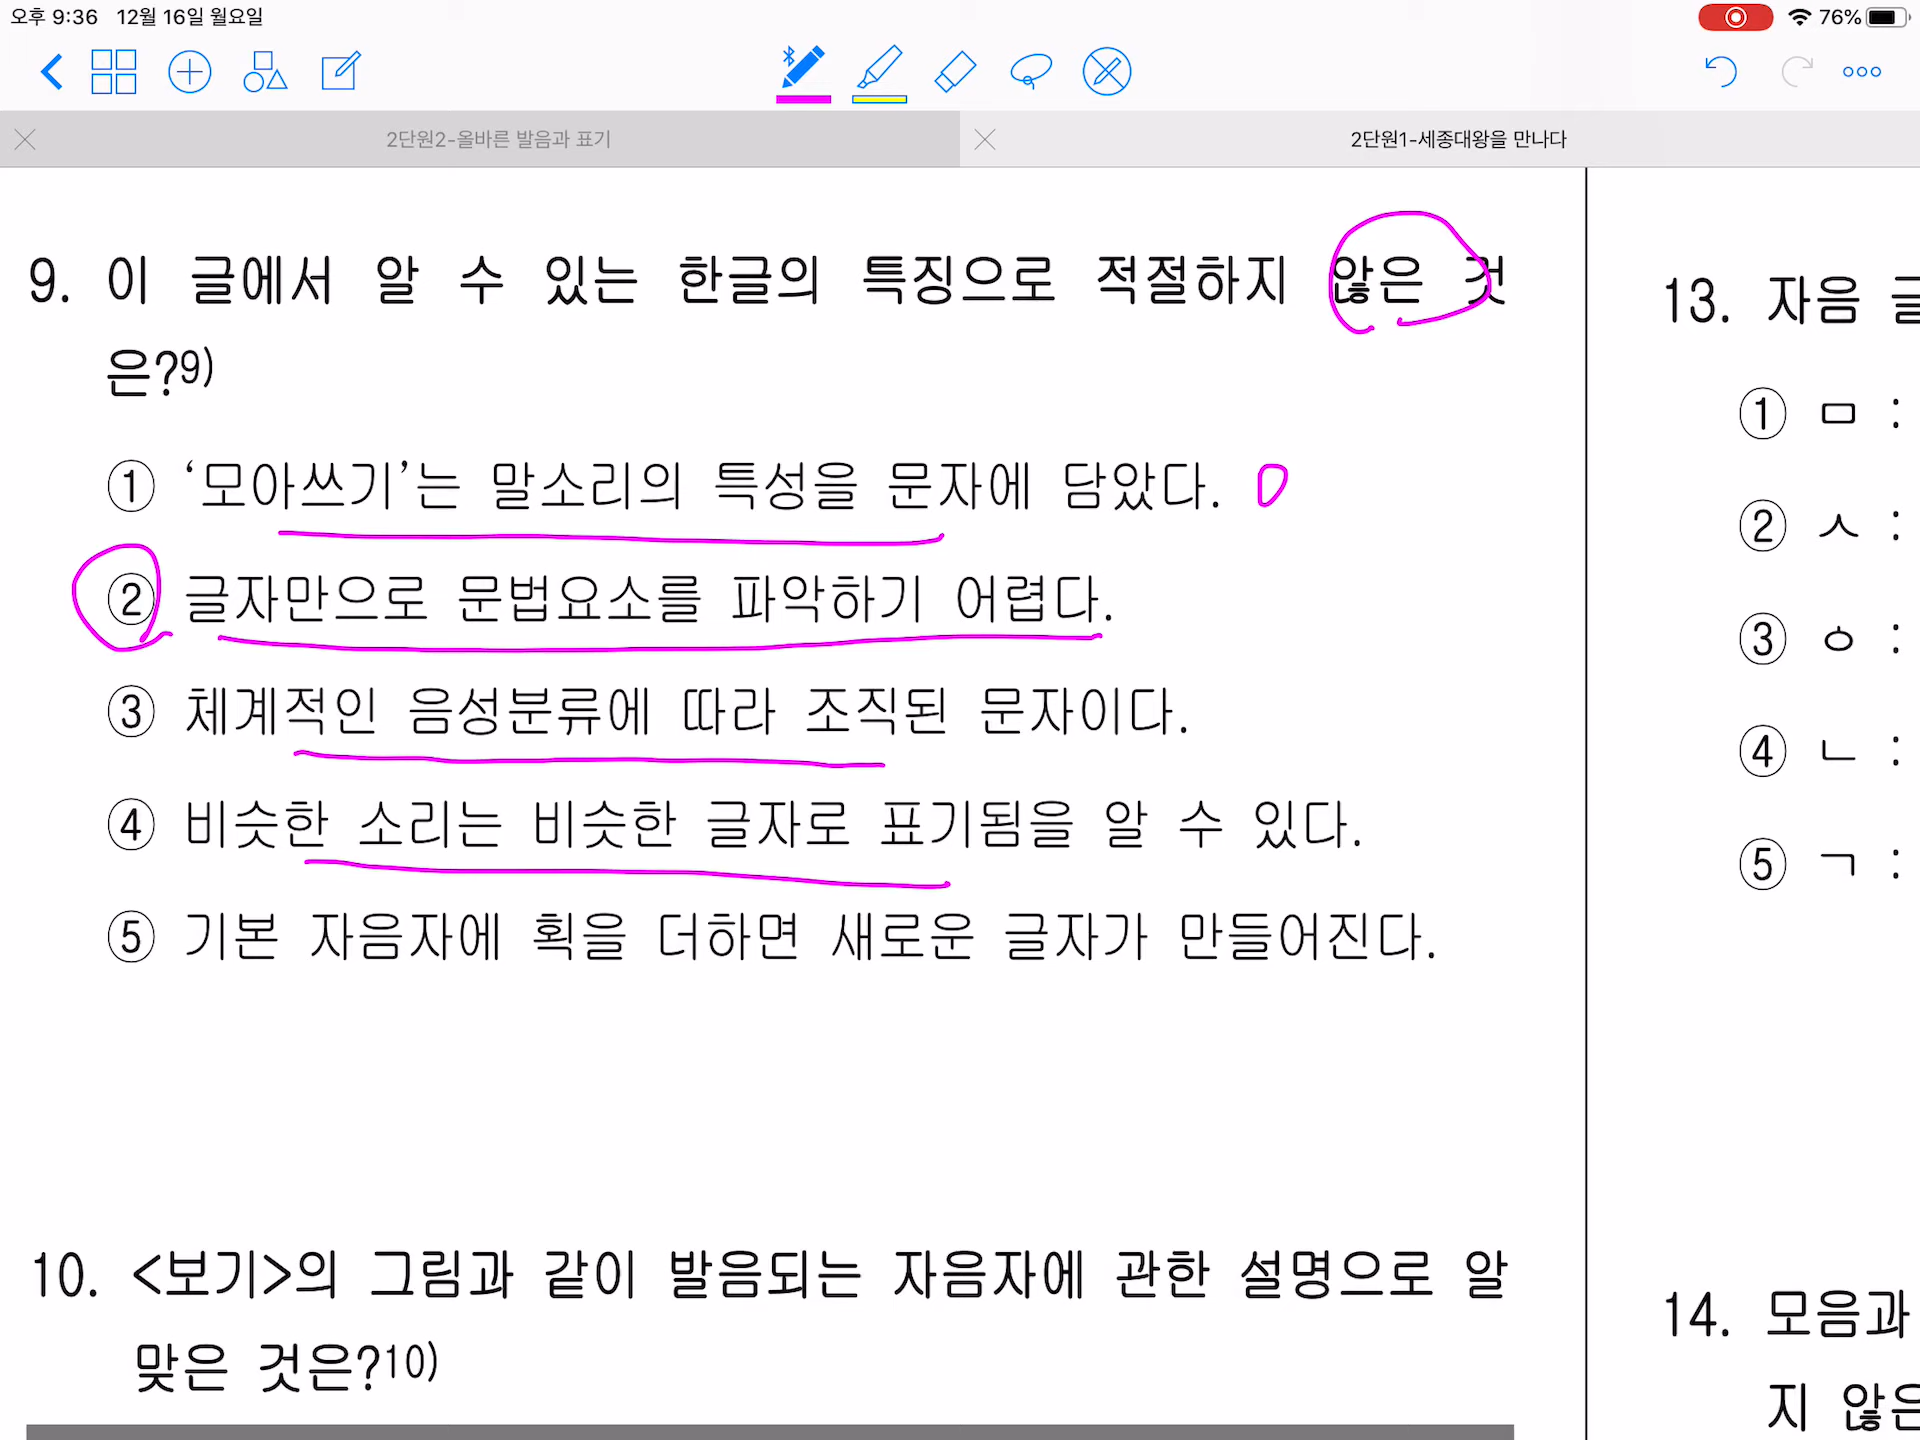 오후 9:36 12월 16일 월요일
76%
2단원2-올바른 발음과 표기
2단원1-세종대왕을 만나다
9. 이 글에서 알 수 있는 한글의 특징으로 적절하지 않은 것
은?9)
① ‘모아쓰기’는 말소리의 특성을 문자에 담았다.
② 글자만으로 문법요소를 파악하기 어렵다.
③ 체계적인 음성분류에 따라 조직된 문자이다.
④ 비슷한 소리는 비슷한 글자로 표기됨을 알 수 있다.
⑤ 기본 자음자에 획을 더하면 새로운 글자가 만들어진다.
10. <보기>의 그림과 같이 발음되는 자음자에 관한 설명으로 알
맞은 것은?10)
13. 자음 글
① ㅁ :
② ㅅ :
③ ㅇ :
④ ㄴ :
⑤ ㄱ :
14. 모음과
지 않은